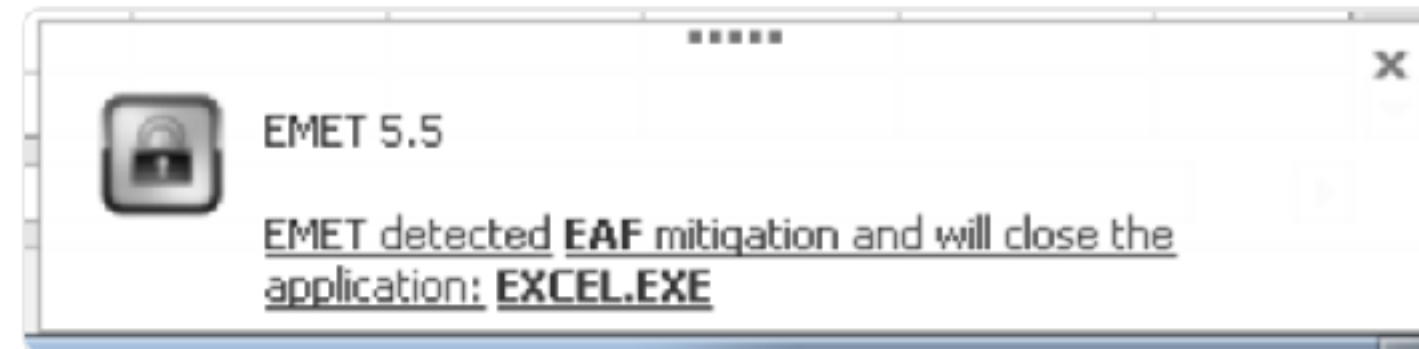 EMET 5.5
EMET detected EAF mitigation and will close the
application: EXCEL.EXE